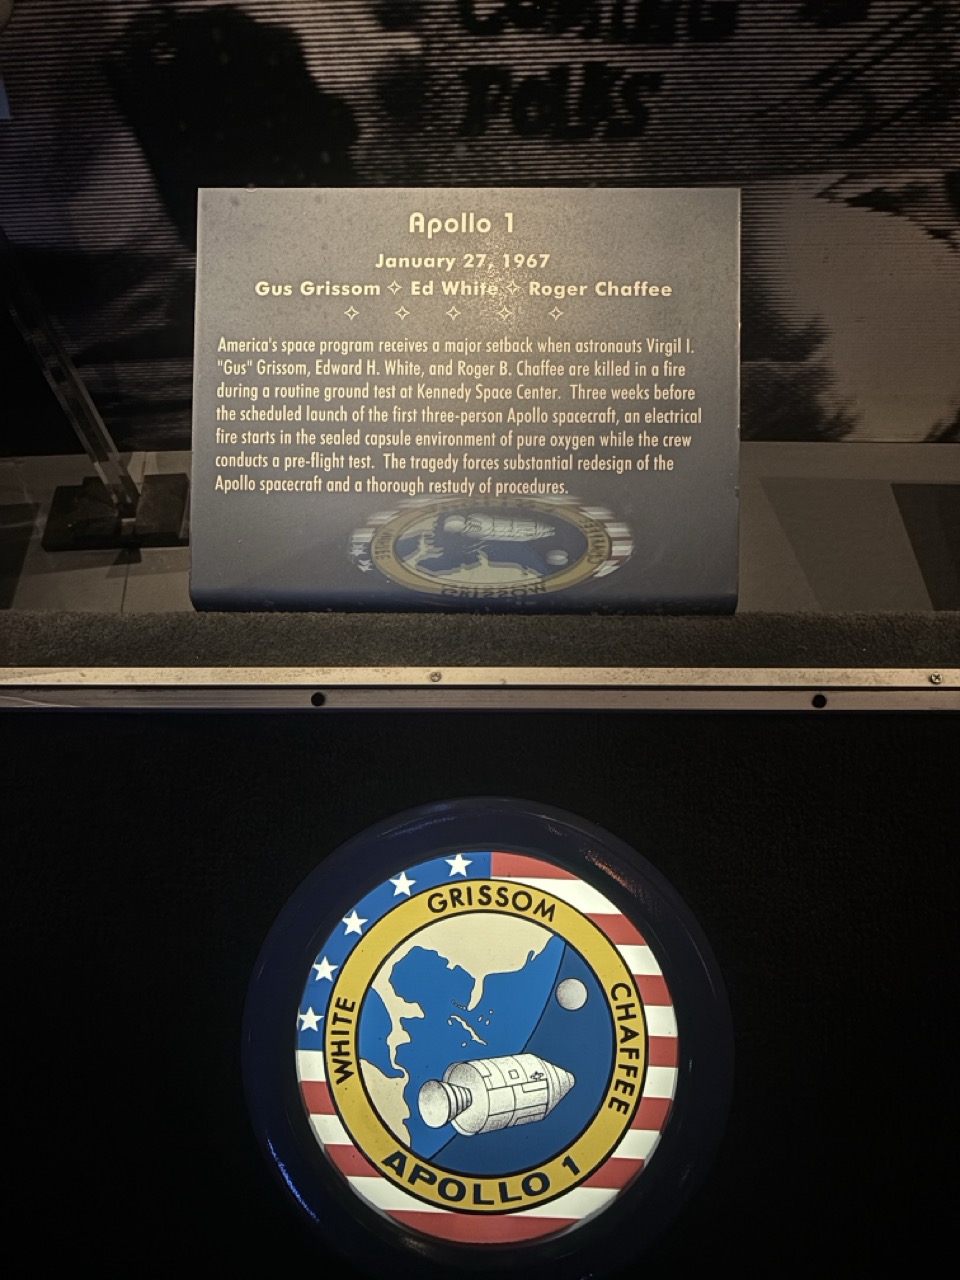 COMING
Apollo 1
January 27, 1967
Gus Grissom ✧ Ed White ✧ Roger Chaffee
✧ ✧ ✧ ✧ ✧
America's space program receives a major setback when astronauts Virgil I.
"Gus" Grissom, Edward H. White, and Roger B. Chaffee are killed in a fire
during a routine ground test at Kennedy Space Center. Three weeks before
the scheduled launch of the first three-person Apollo spacecraft, an electrical
fire starts in the sealed capsule environment of pure oxygen while the crew
conducts a pre-flight test. The tragedy forces substantial redesign of the
Apollo spacecraft and a thorough restudy of procedures.
GRISSOM
WHITE
CHAFFEE
APOLLO 1